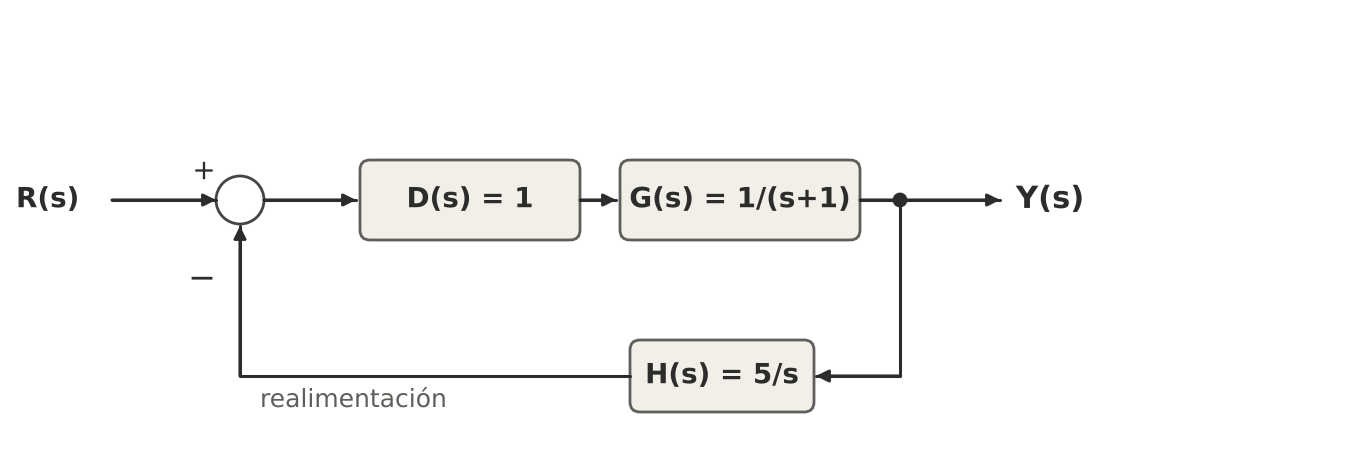 +
R(s)
D(s) = 1
G(s) = 1/(s+1)
Y(s)
−
H(s) = 5/s
realimentación